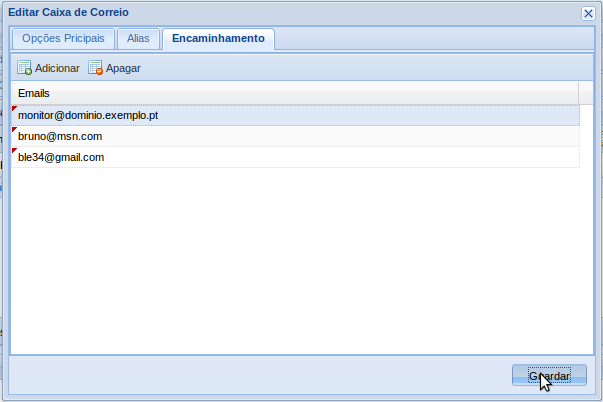 Editar Caixa de Correio
Opções Pricipais Alias Encaminhamento
Adicionar Apagar
Emails
monitor@dominio.exemplo.pt
bruno@msn.com
ble34@gmail.com
Guardar